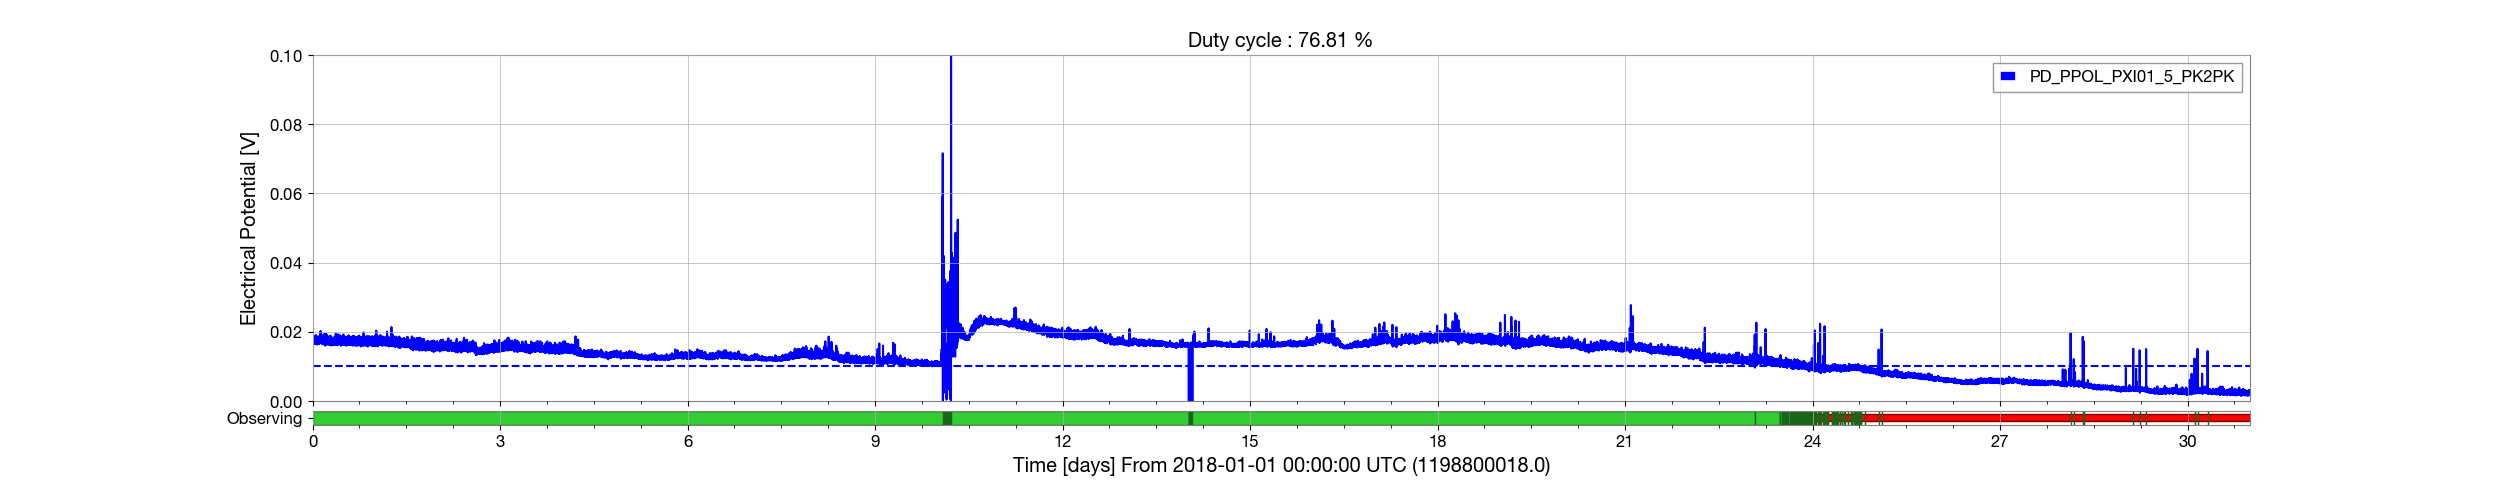 Duty cycle : 76.81 %
0.10
0.08
0.06
0.04
0.02
0.00
Electrical Potential [V]
PD_PPOL_PXI01_5_PK2PK
Observing
0 3 6 9 12 15 18 21 24 27 30
Time [days] From 2018-01-01 00:00:00 UTC (1198800018.0)